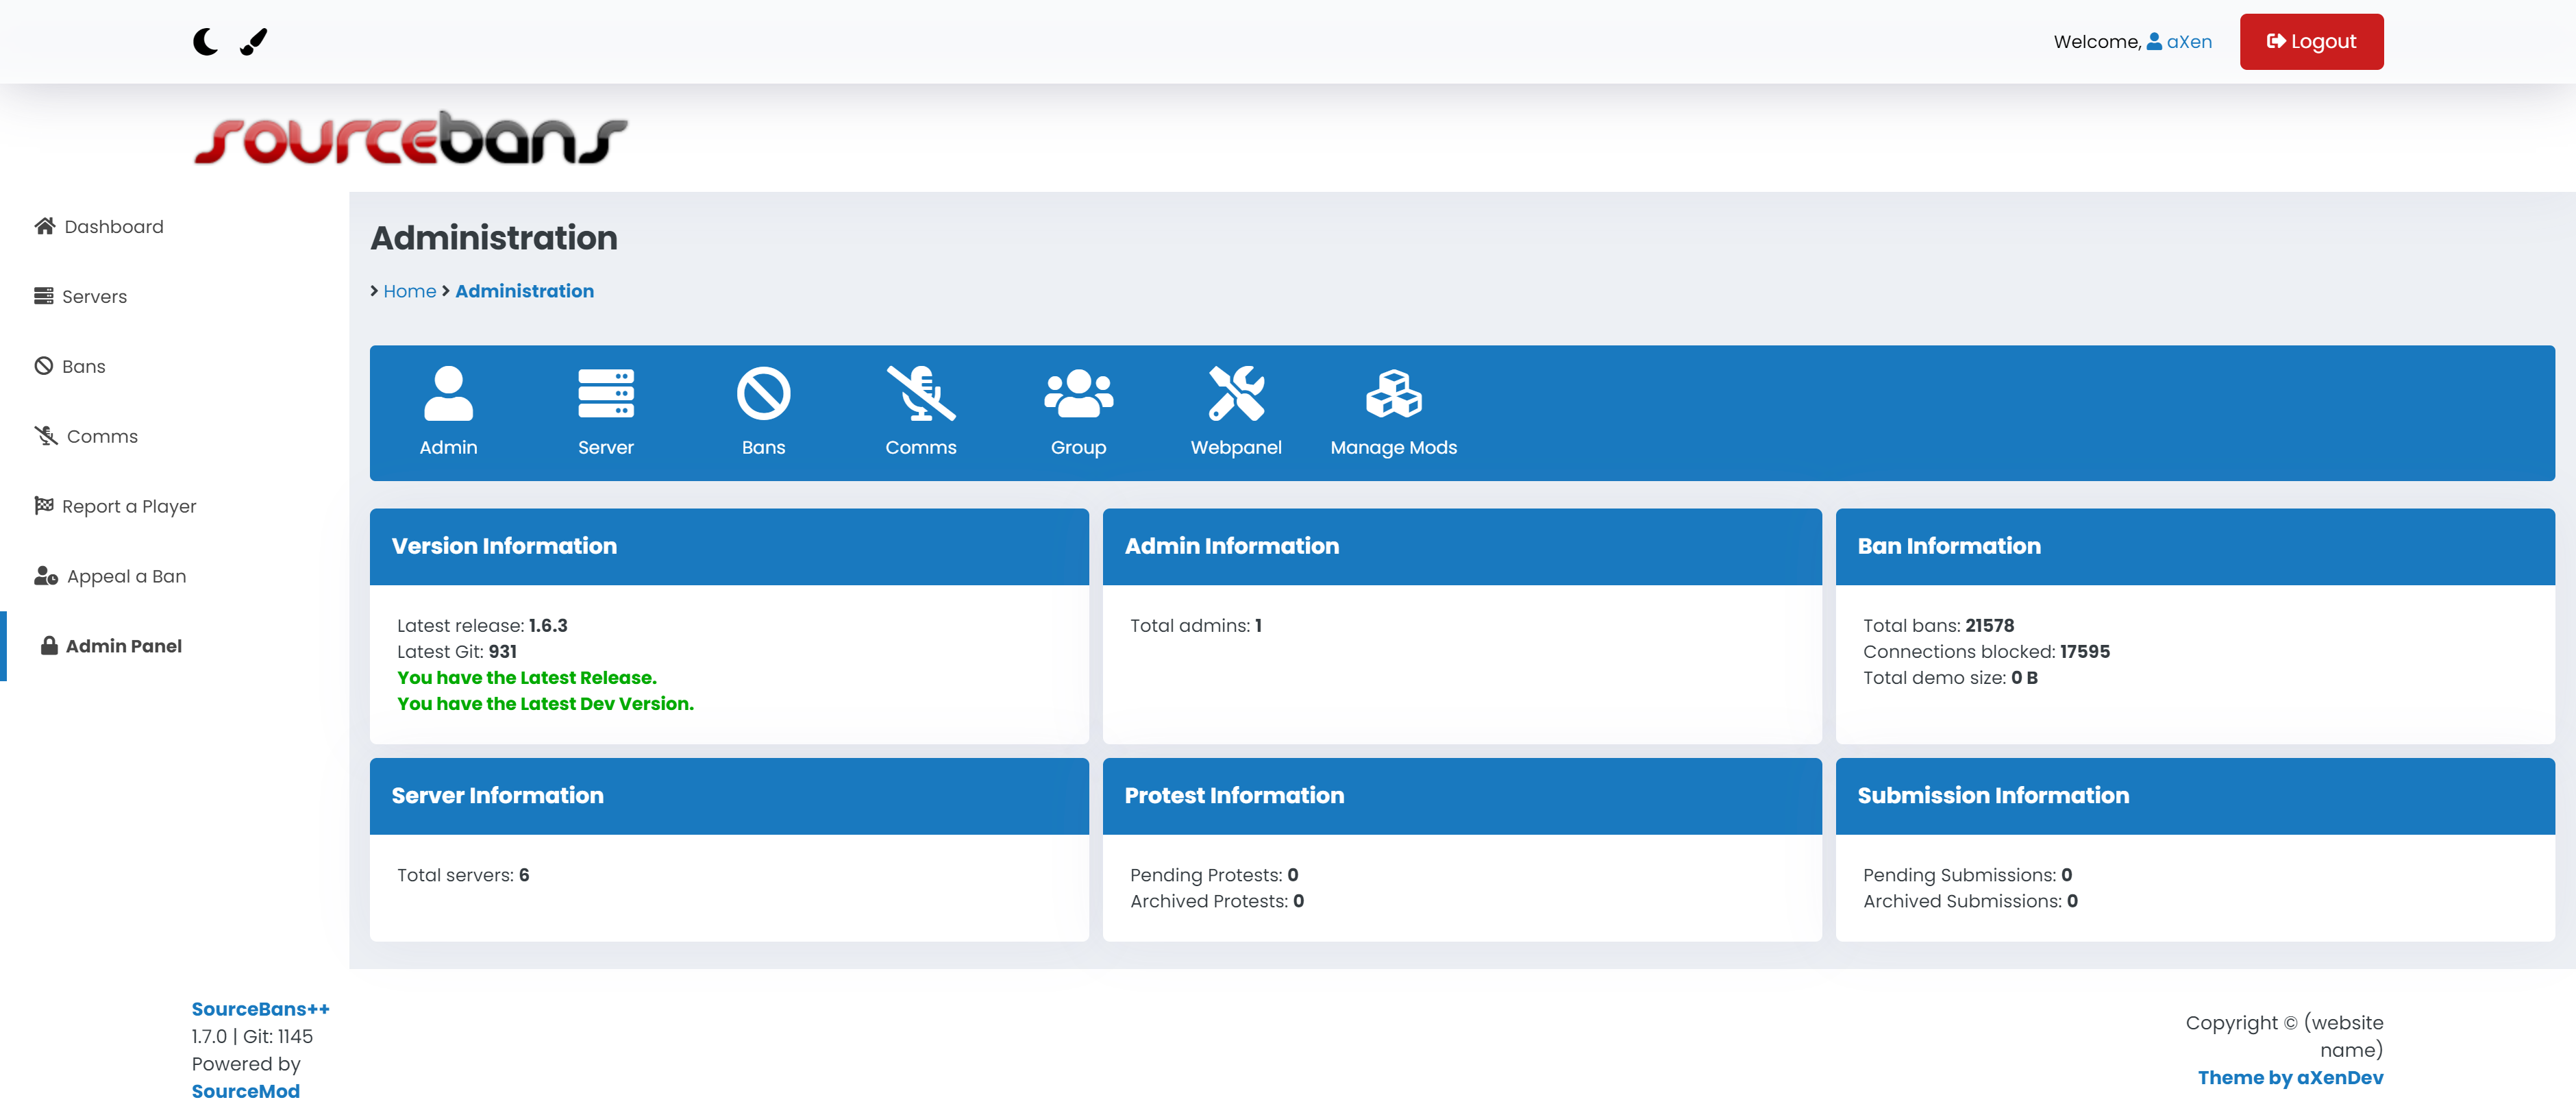 Welcome, aXen
Logout
sourcebans
Dashboard
Servers
Bans
Comms
Report a Player
Appeal a Ban
Admin Panel
Administration
Home Administration
Admin
Server
Bans
Comms
Group
Webpanel
Manage Mods
Version Information
Latest release: 1.6.3
Latest Git: 931
You have the Latest Release.
You have the Latest Dev Version.
Admin Information
Total admins: 1
Ban Information
Total bans: 21578
Connections blocked: 17595
Total demo size: 0 B
Server Information
Total servers: 6
Protest Information
Pending Protests: 0
Archived Protests: 0
Submission Information
Pending Submissions: 0
Archived Submissions: 0
SourceBans++
1.7.0 | Git: 1145
Powered by
SourceMod
Copyright © (website
name)
Theme by aXenDev